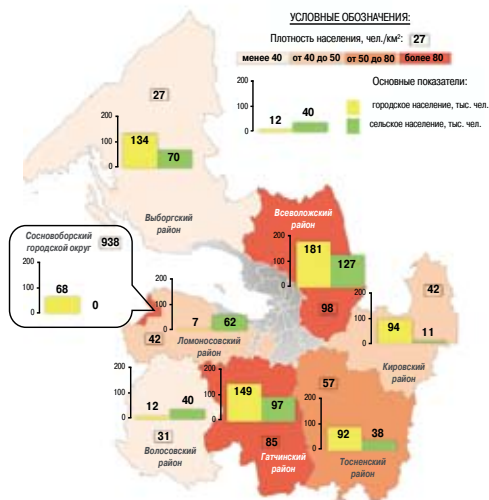 УСЛОВНЫЕ ОБОЗНАЧЕНИЯ:
Плотность населения, чел./км²: 27
менее 40 от 40 до 50 от 50 до 80 более 80
Основные показатели:
200
100
0
12
40
городское население, тыс. чел.
сельское население, тыс. чел.
27
200
100
0
134
70
Выборгский
район
Сосновоборский
городской округ
938
200
100
0
68
0
Всеволожский
район
200
100
0
181
127
98
200
100
0
7
62
42
Ломоносовский
район
42
200
100
0
94
11
Кировский
район
200
100
0
12
40
31
Волосовский
район
200
100
0
149
97
85
Гатчинский
район
57
200
100
0
92
38
Тосненский
район